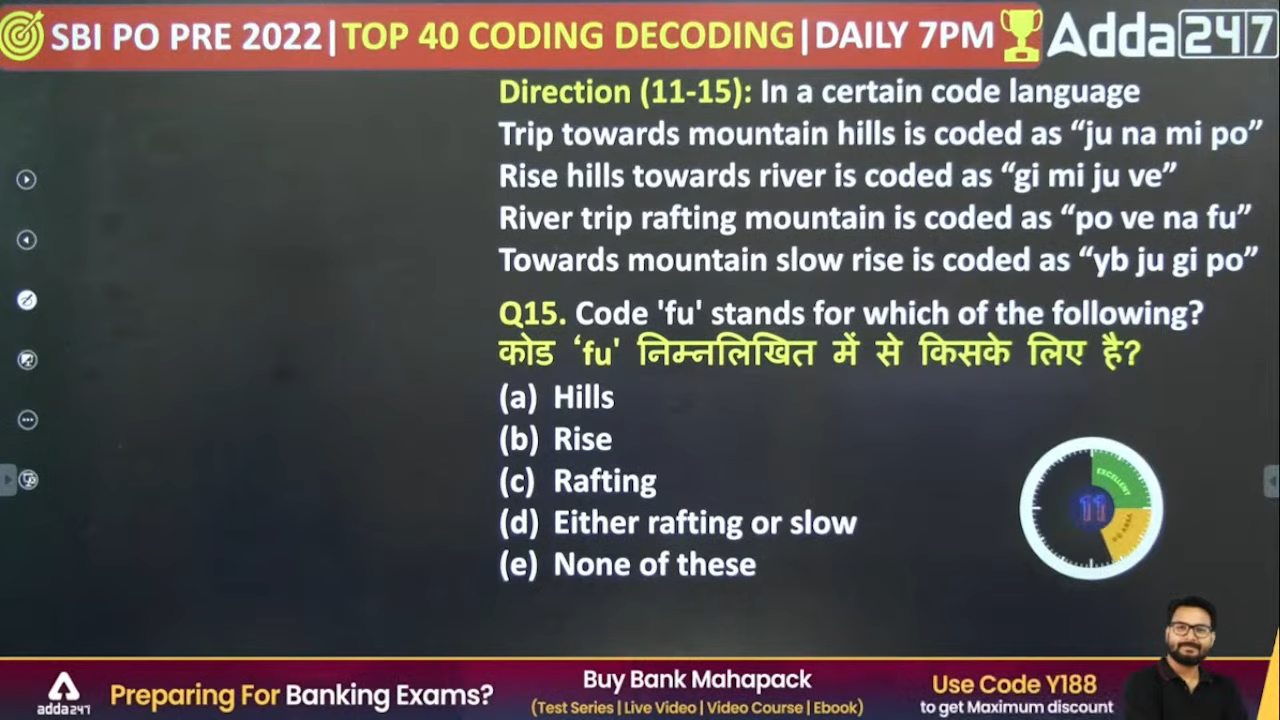 SBI PO PRE 2022|TOP 40 CODING DECODING|DAILY 7PM
Adda247
Direction (11-15): In a certain code language
Trip towards mountain hills is coded as “ju na mi po”
Rise hills towards river is coded as “gi mi ju ve”
River trip rafting mountain is coded as “po ve na fu”
Towards mountain slow rise is coded as “yb ju gi po”
Q15. Code 'fu' stands for which of the following?
कोड ‘fu' निम्नलिखित में से किसके लिए है?
(a) Hills
(b) Rise
(c) Rafting
(d) Either rafting or slow
(e) None of these
EXCELLENT
11
adda247
Preparing For Banking Exams?
Buy Bank Mahapack
(Test Series | Live Video | Video Course | Ebook)
Use Code Y188
to get Maximum discount